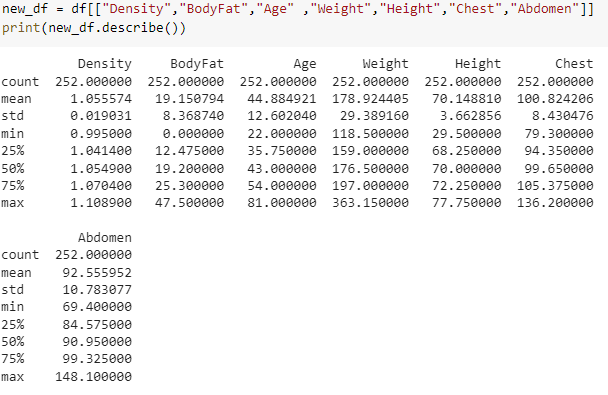 new_df = df[["Density","BodyFat","Age" ,"Weight","Height","Chest","Abdomen"]]
print(new_df.describe())
Density BodyFat Age Weight Height Chest
count 252.000000 252.000000 252.000000 252.000000 252.000000 252.000000
mean 1.055574 19.150794 44.884921 178.924405 70.148810 100.824206
std 0.019031 8.368740 12.602040 29.389160 3.662856 8.430476
min 0.995000 0.000000 22.000000 118.500000 29.500000 79.300000
25% 1.041400 12.475000 35.750000 159.000000 68.250000 94.350000
50% 1.054900 19.200000 43.000000 176.500000 70.000000 99.650000
75% 1.070400 25.300000 54.000000 197.000000 72.250000 105.375000
max 1.108900 47.500000 81.000000 363.150000 77.750000 136.200000
Abdomen
count 252.000000
mean 92.555952
std 10.783077
min 69.400000
25% 84.575000
50% 90.950000
75% 99.325000
max 148.100000